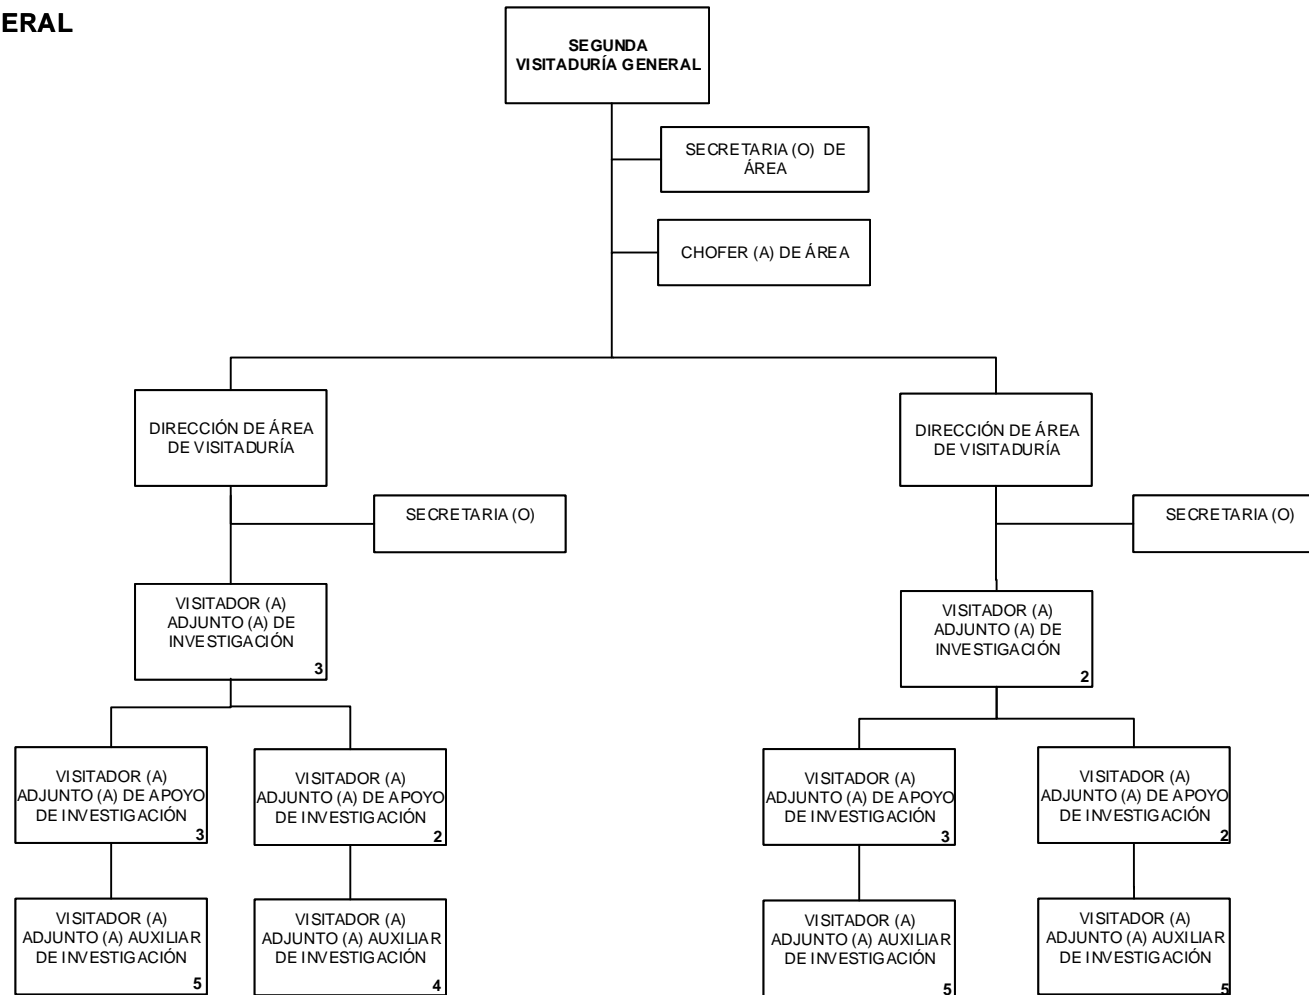 ERAL
SEGUNDA
VISITADURÍA GENERAL
SECRETARIA (O) DE
ÁREA
CHOFER (A) DE ÁREA
DIRECCIÓN DE ÁREA
DE VISITADURÍA
DIRECCIÓN DE ÁREA
DE VISITADURÍA
SECRETARIA (O)
SECRETARIA (O)
VISITADOR (A)
ADJUNTO (A) DE
INVESTIGACIÓN
3
VISITADOR (A)
ADJUNTO (A) DE
INVESTIGACIÓN
2
VISITADOR (A)
ADJUNTO (A) DE APOYO
DE INVESTIGACIÓN
3
VISITADOR (A)
ADJUNTO (A) DE APOYO
DE INVESTIGACIÓN
2
VISITADOR (A)
ADJUNTO (A) DE APOYO
DE INVESTIGACIÓN
3
VISITADOR (A)
ADJUNTO (A) DE APOYO
DE INVESTIGACIÓN
2
VISITADOR (A)
ADJUNTO (A) AUXILIAR
DE INVESTIGACIÓN
5
VISITADOR (A)
ADJUNTO (A) AUXILIAR
DE INVESTIGACIÓN
4
VISITADOR (A)
ADJUNTO (A) AUXILIAR
DE INVESTIGACIÓN
5
VISITADOR (A)
ADJUNTO (A) AUXILIAR
DE INVESTIGACIÓN
5